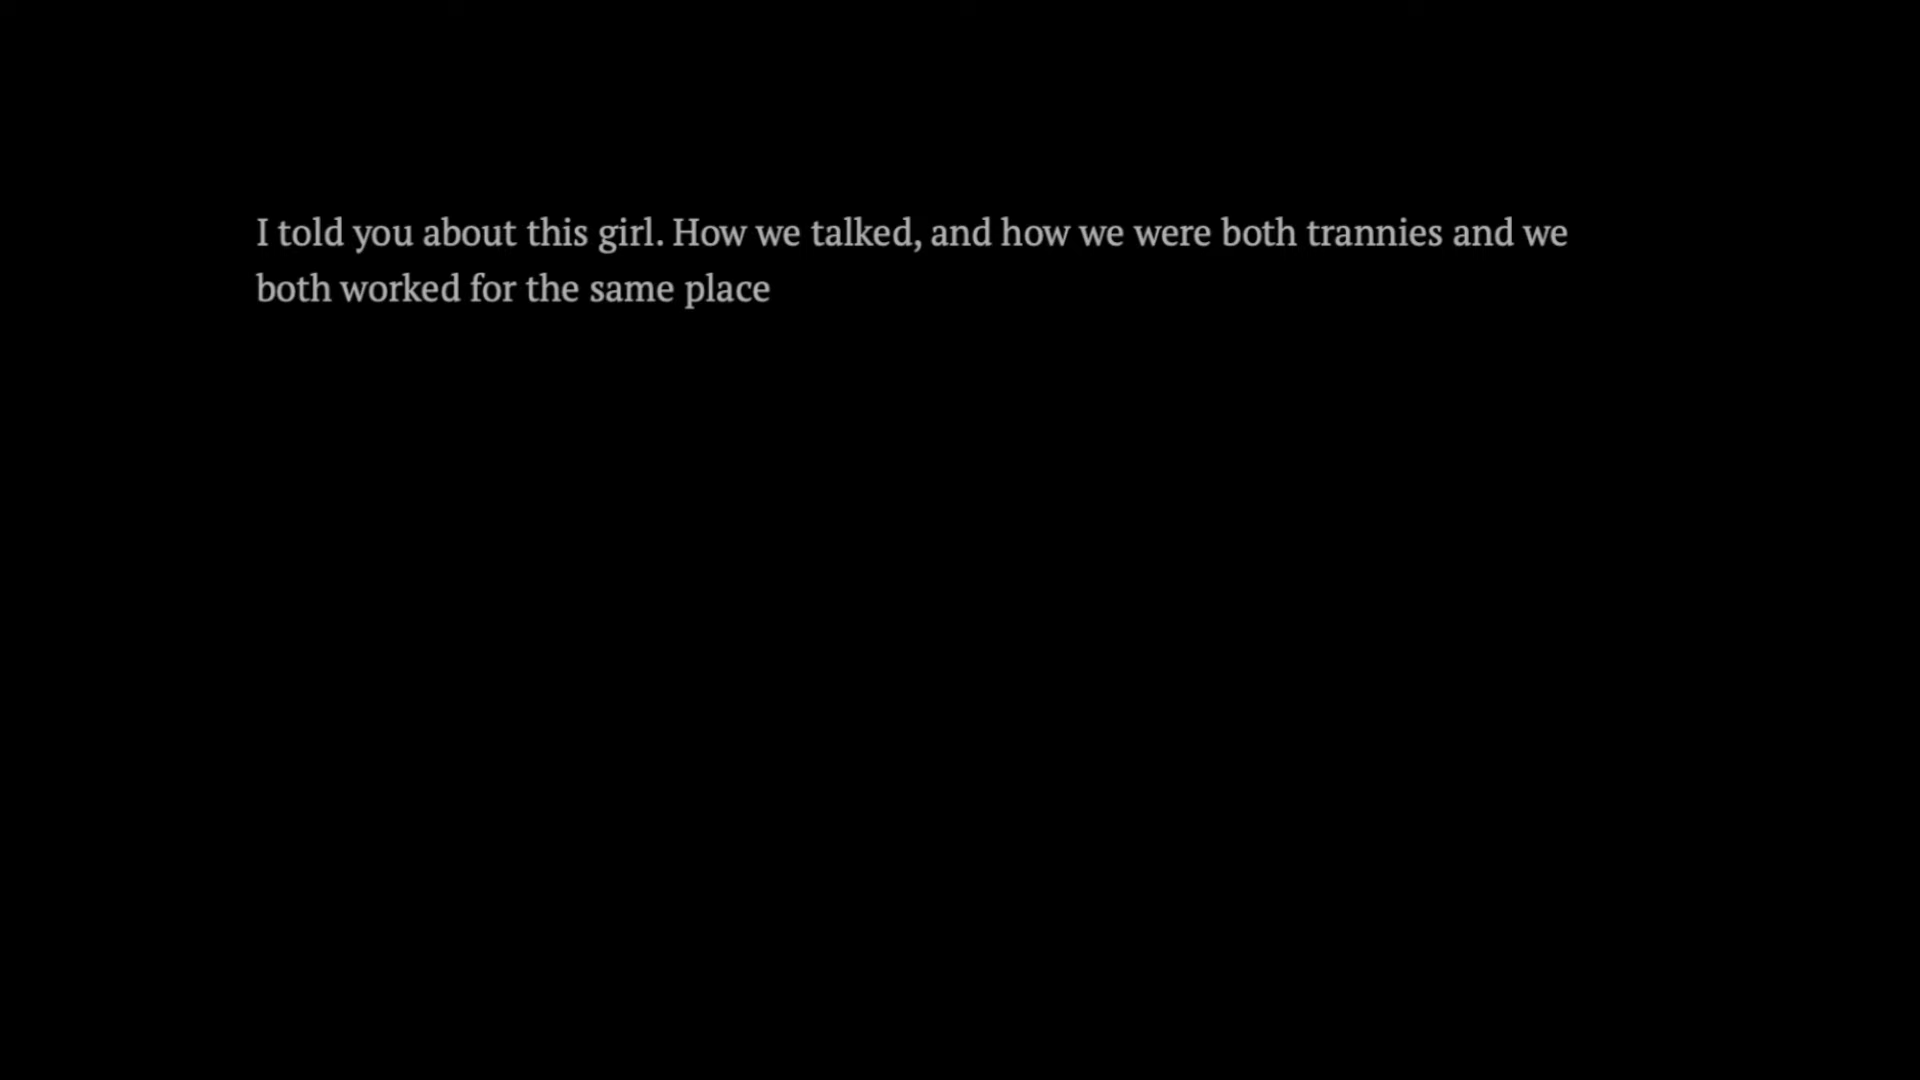 I told you about this girl. How we talked, and how we were both trannies and we
both worked for the same place